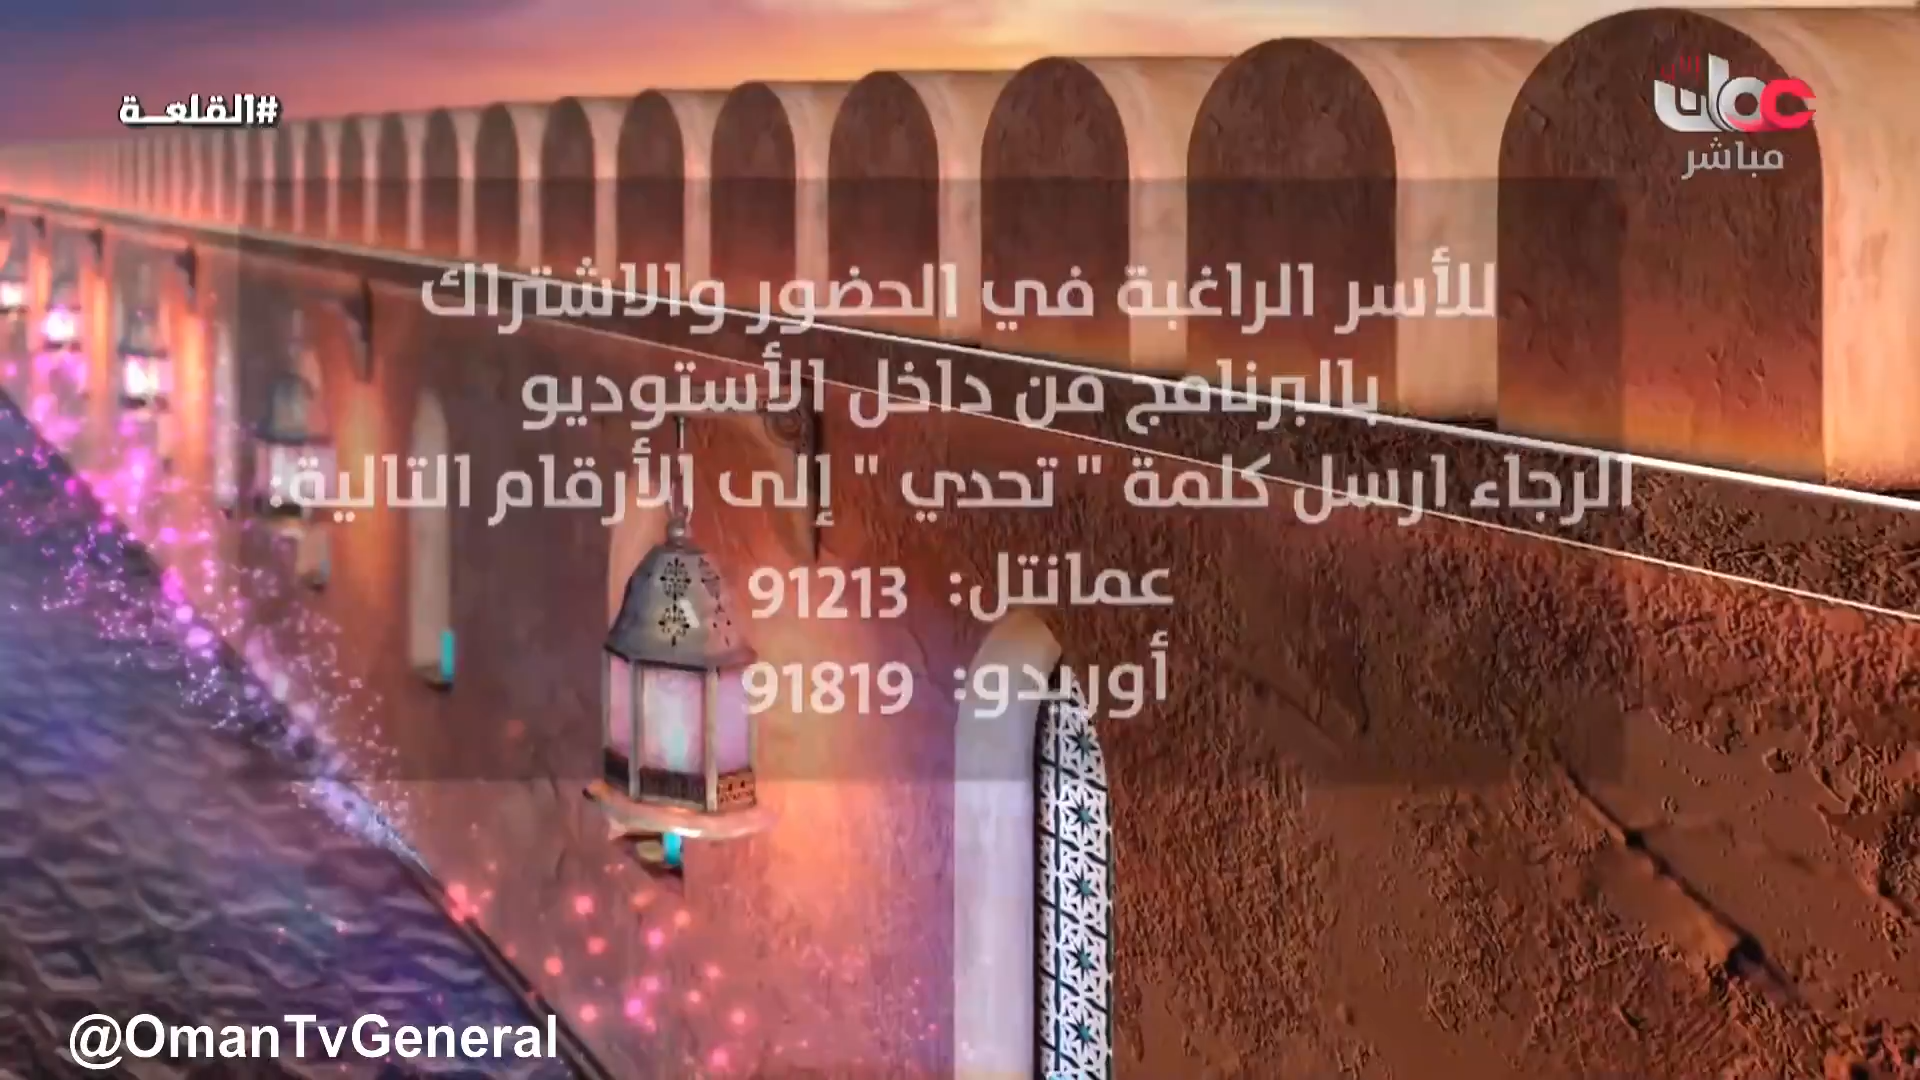 #القلعة
عمان
مباشر
للأسر الراغبة في الحضور والاشتراك
بالبرنامج من داخل الأستوديو
الرجاء ارسل كلمة " تحدي " إلى الأرقام التالية:
عمانتل: 91213
أوريدو: 91819
@OmanTvGeneral